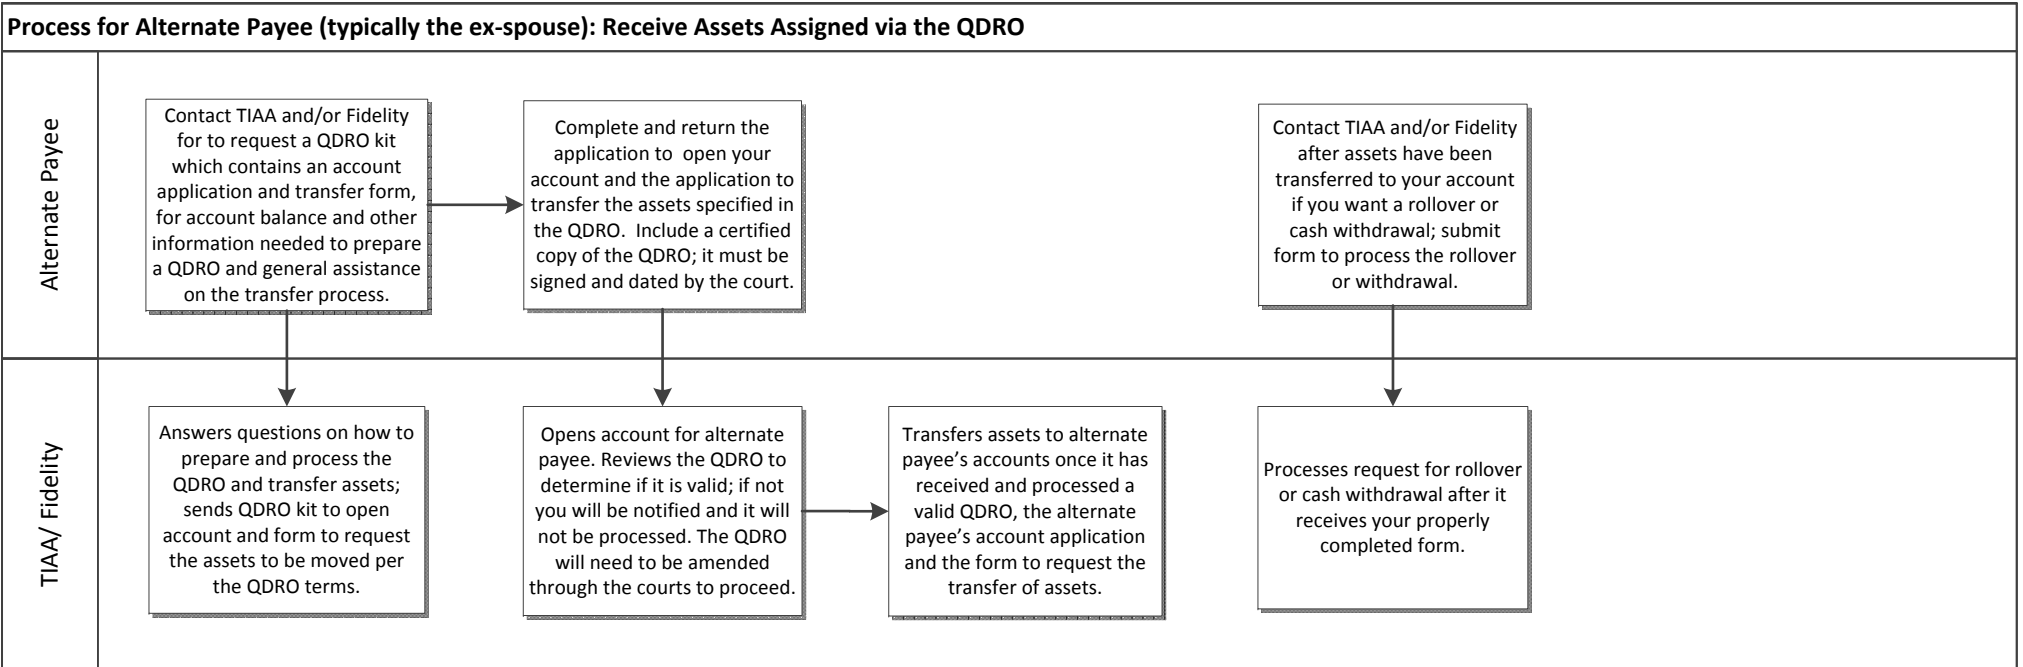 Process for Alternate Payee (typically the ex-spouse): Receive Assets Assigned via the QDRO
Alternate Payee
Contact TIAA and/or Fidelity
for to request a QDRO kit
which contains an account
application and transfer form,
for account balance and other
information needed to prepare
a QDRO and general assistance
on the transfer process.
Complete and return the
application to  open your
account and the application to
transfer the assets specified in
the QDRO.  Include a certified
copy of the QDRO; it must be
signed and dated by the court.
Contact TIAA and/or Fidelity
after assets have been
transferred to your account
if you want a rollover or
cash withdrawal; submit
form to process the rollover
or withdrawal.
TIAA/ Fidelity
Answers questions on how to
prepare and process the
QDRO and transfer assets;
sends QDRO kit to open
account and form to request
the assets to be moved per
the QDRO terms.
Opens account for alternate
payee. Reviews the QDRO to
determine if it is valid; if not
you will be notified and it will
not be processed. The QDRO
will need to be amended
through the courts to proceed.
Transfers assets to alternate
payee’s accounts once it has
received and processed a
valid QDRO, the alternate
payee’s account application
and the form to request the
transfer of assets.
Processes request for rollover
or cash withdrawal after it
receives your properly
completed form.